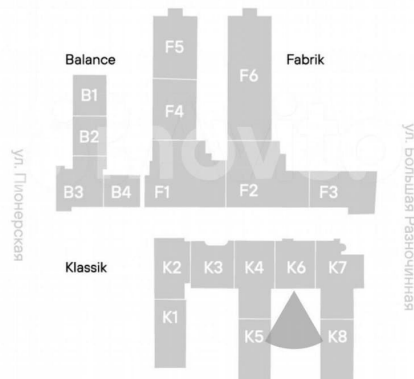 Balance
Fabrik
F5
F6
B1
F4
B2
B3
B4
F1
F2
F3
ул. Пионерская
ул. Большая Разночинная
Klassik
K2
K3
K4
K6
K7
K1
K5
K8